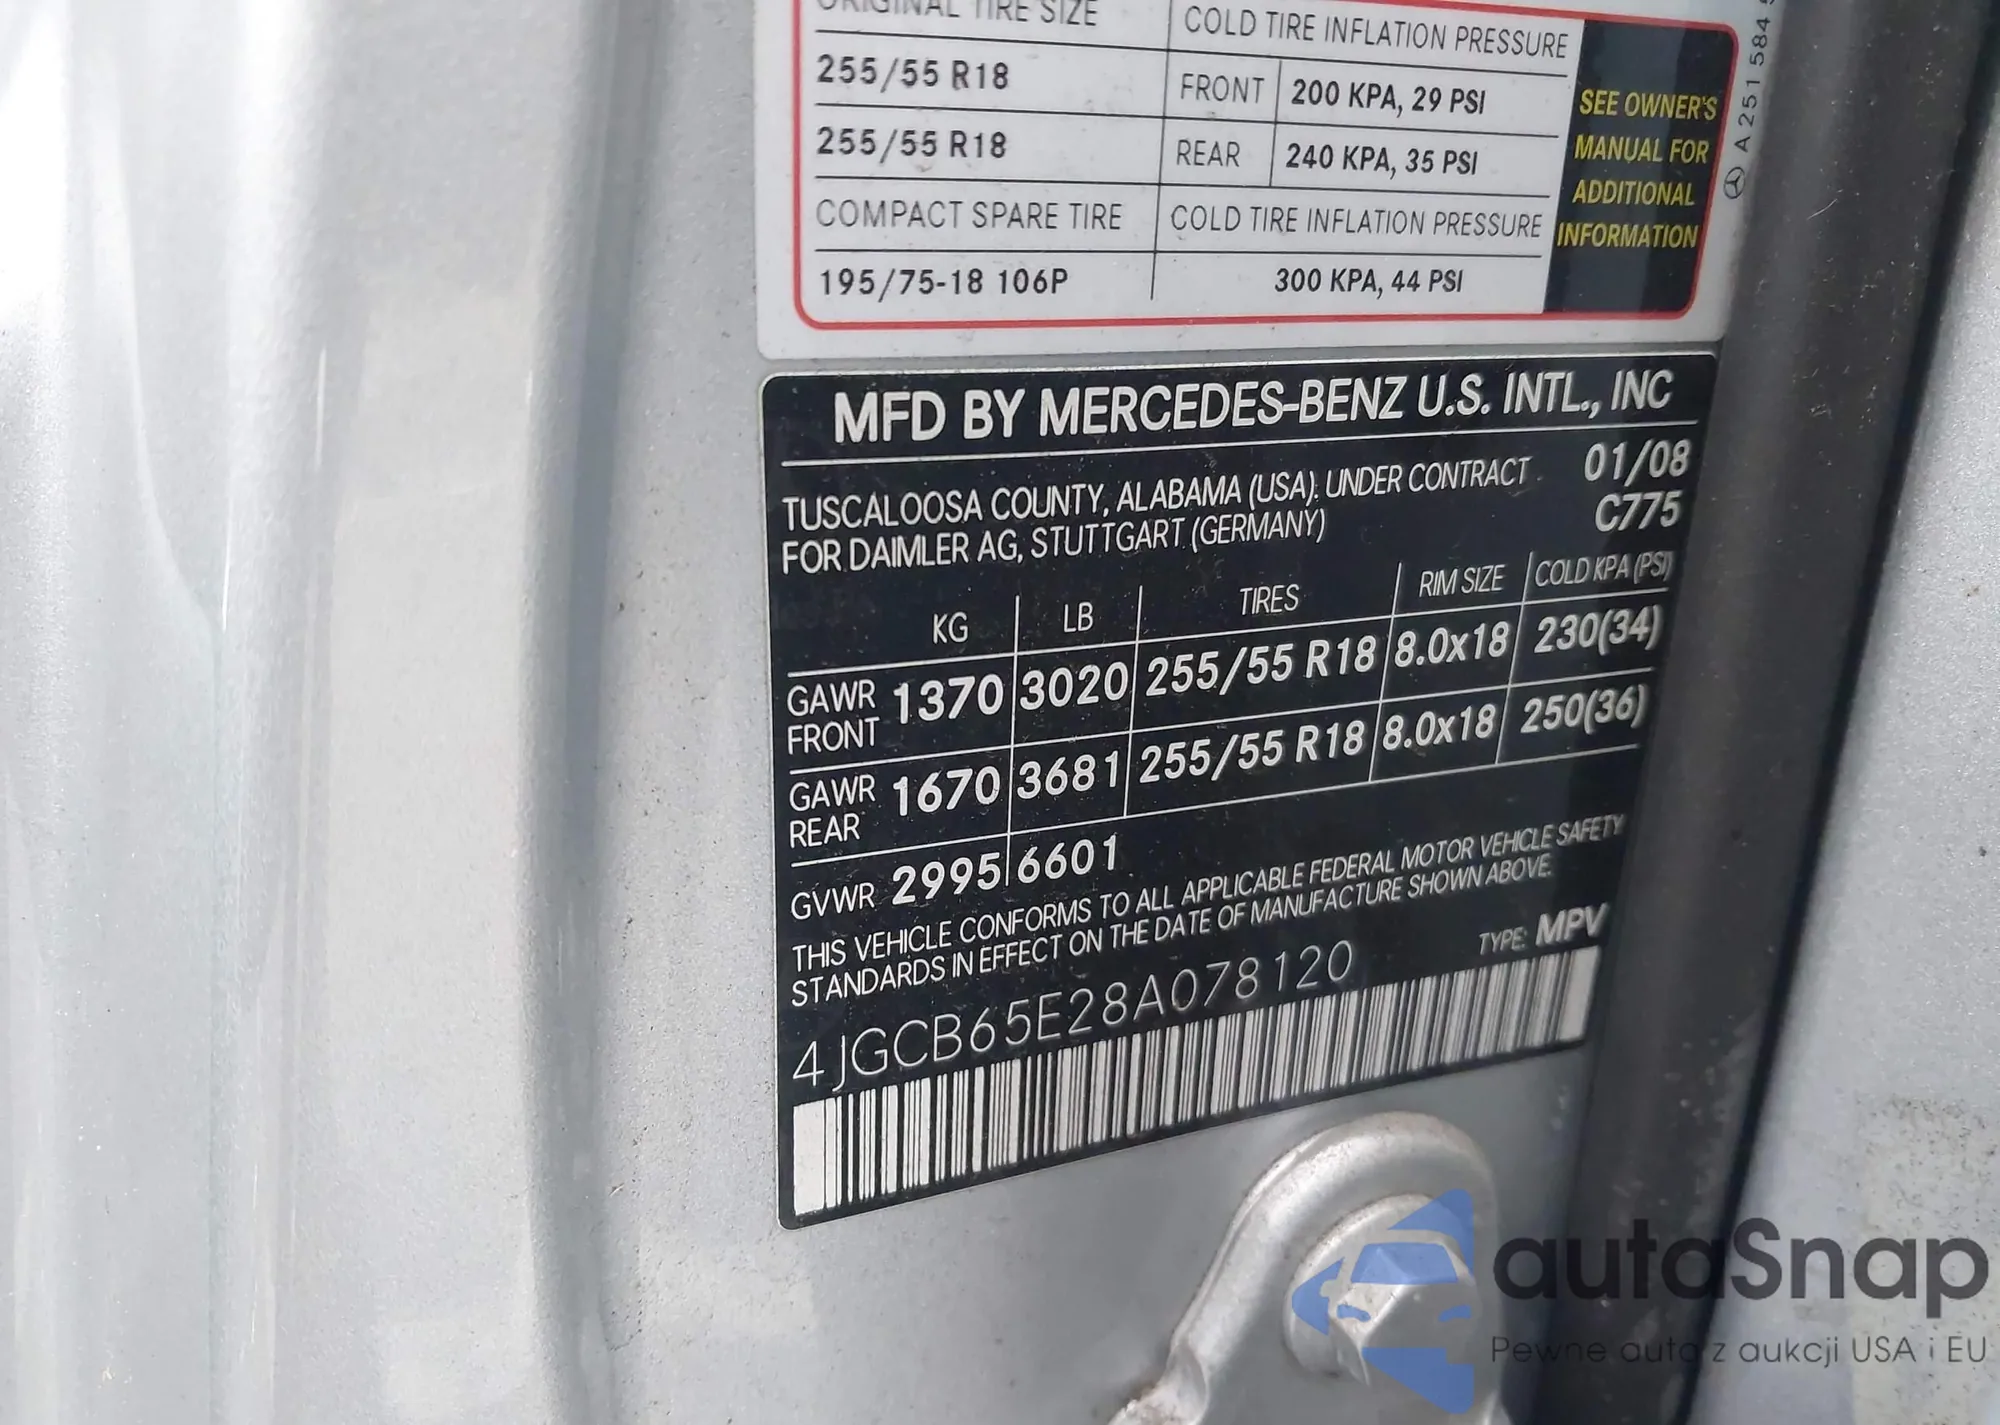 ORIGINAL TIRE SIZE COLD TIRE INFLATION PRESSURE
255/55 R18 FRONT 200 KPA, 29 PSI
255/55 R18 REAR 240 KPA, 35 PSI
COMPACT SPARE TIRE COLD TIRE INFLATION PRESSURE
195/75-18 106P 300 KPA, 44 PSI
SEE OWNER'S
MANUAL FOR
ADDITIONAL
INFORMATION
A 251 584
MFD BY MERCEDES-BENZ U.S. INTL., INC
TUSCALOOSA COUNTY, ALABAMA (USA). UNDER CONTRACT 01/08
FOR DAIMLER AG, STUTTGART (GERMANY) C775
KG LB TIRES RIM SIZE COLD KPA (PSI)
GAWR FRONT 1370 3020 255/55 R18 8.0x18 230(34)
GAWR REAR 1670 3681 255/55 R18 8.0x18 250(36)
GVWR 2995 6601
THIS VEHICLE CONFORMS TO ALL APPLICABLE FEDERAL MOTOR VEHICLE SAFETY
STANDARDS IN EFFECT ON THE DATE OF MANUFACTURE SHOWN ABOVE.
4JGCB65E28A078120 TYPE: MPV
autoSnap
Pewne auto z aukcji USA i EU